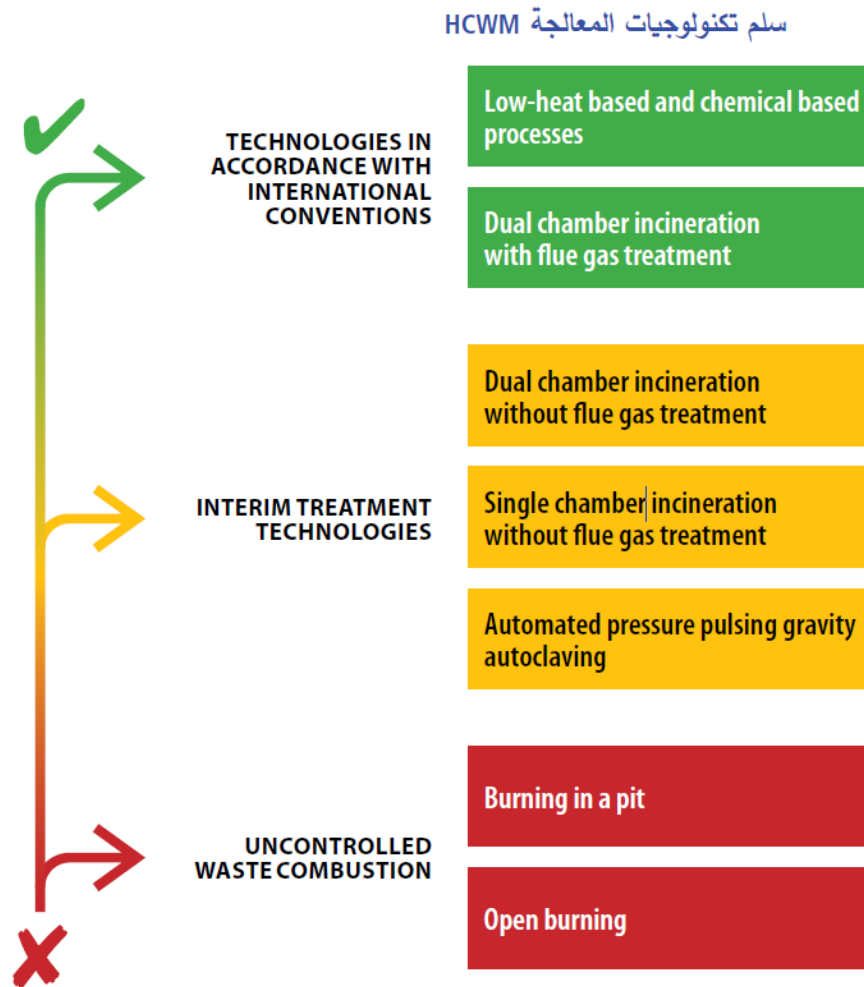 سلم تكنولوجيات المعالجة HCWM
TECHNOLOGIES IN
ACCORDANCE WITH
INTERNATIONAL
CONVENTIONS
Low-heat based and chemical based
processes
Dual chamber incineration
with flue gas treatment
INTERIM TREATMENT
TECHNOLOGIES
Dual chamber incineration
without flue gas treatment
Single chamber incineration
without flue gas treatment
Automated pressure pulsing gravity
autoclaving
UNCONTROLLED
WASTE COMBUSTION
Burning in a pit
Open burning